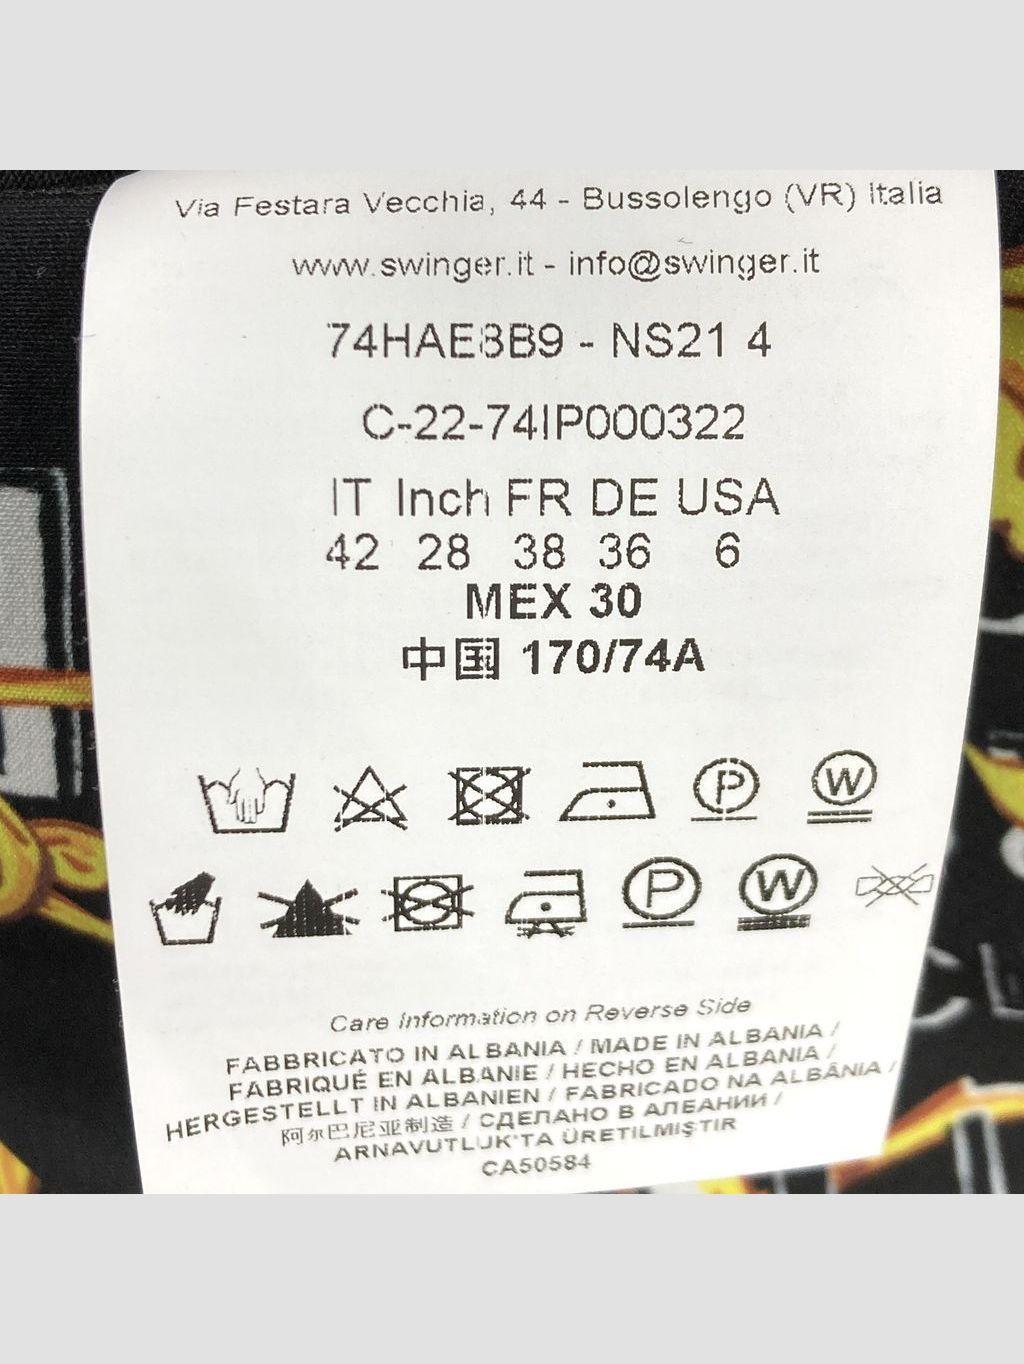 Via Festara Vecchia, 44 - Bussolengo (VR) Italia
www.swinger.it - info@swinger.it
74HAE8B9 - NS21 4
C-22-74IP000322
IT Inch FR DE USA
42 28 38 36 6
MEX 30
中国 170/74A
P W
P W
Care Information on Reverse Side
FABBRICATO IN ALBANIA / MADE IN ALBANIA /
FABRIQUÉ EN ALBANIE / HECHO EN ALBANIA /
HERGESTELLT IN ALBANIEN / FABRICADO NA ALBÂNIA /
阿尔巴尼亚制造 / СДЕЛАНО В АЛБАНИИ /
ARNAVUTLUK'TA ÜRETILMIŞTIR
CA50584